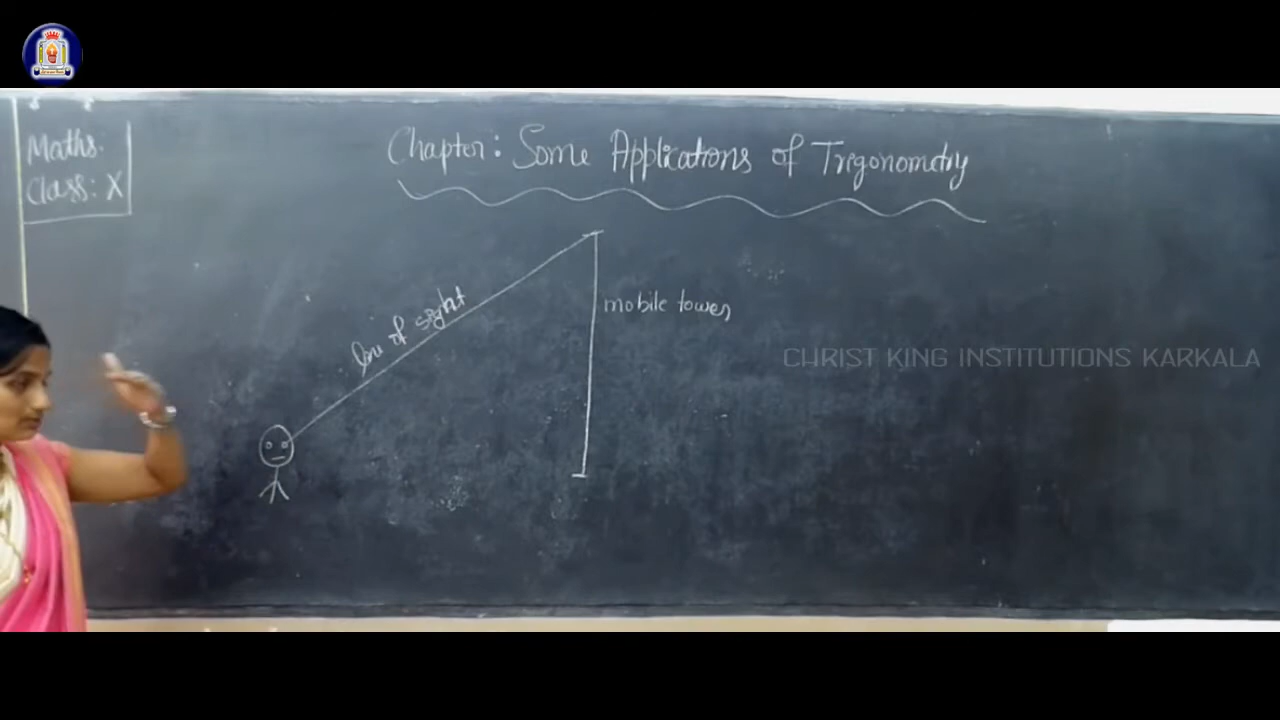 Maths.
Class: X
Chapter: Some Applications of Trigonometry
line of sight
mobile tower
CHRIST KING INSTITUTIONS KARKALA